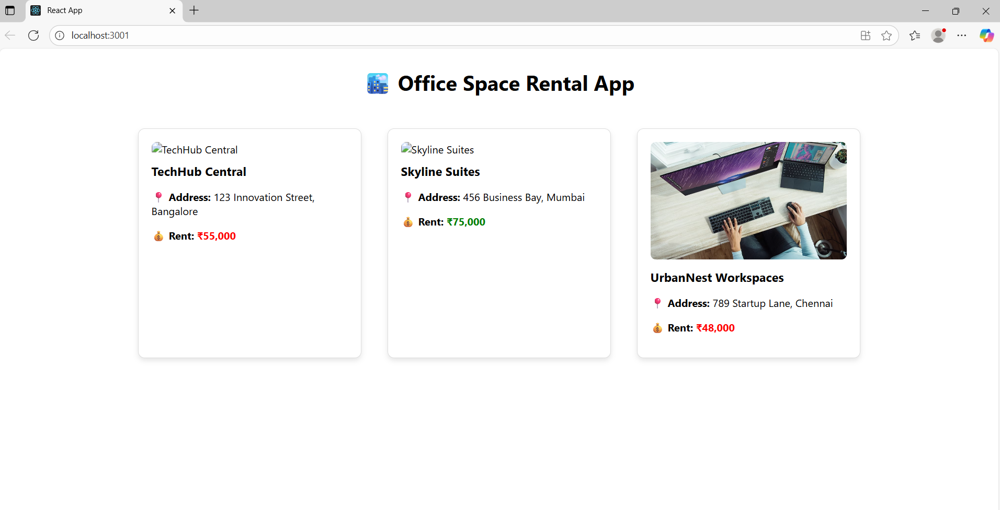 React App
localhost:3001
🏙️ Office Space Rental App
TechHub Central
TechHub Central
📍 Address: 123 Innovation Street,
Bangalore
💰 Rent: ₹55,000
Skyline Suites
Skyline Suites
📍 Address: 456 Business Bay, Mumbai
💰 Rent: ₹75,000
UrbanNest Workspaces
📍 Address: 789 Startup Lane, Chennai
💰 Rent: ₹48,000